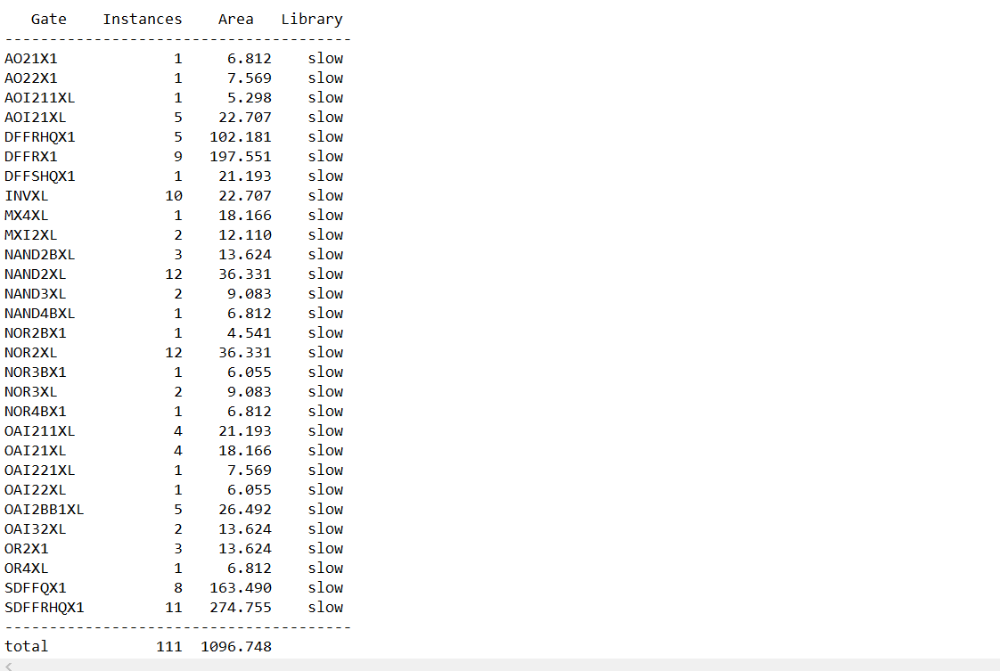 Gate Instances Area Library
---------------------------------------
AO21X1 1 6.812 slow
AO22X1 1 7.569 slow
AOI211XL 1 5.298 slow
AOI21XL 5 22.707 slow
DFFRHQX1 5 102.181 slow
DFFRX1 9 197.551 slow
DFFSHQX1 1 21.193 slow
INVXL 10 22.707 slow
MX4XL 1 18.166 slow
MXI2XL 2 12.110 slow
NAND2BXL 3 13.624 slow
NAND2XL 12 36.331 slow
NAND3XL 2 9.083 slow
NAND4BXL 1 6.812 slow
NOR2BX1 1 4.541 slow
NOR2XL 12 36.331 slow
NOR3BX1 1 6.055 slow
NOR3XL 2 9.083 slow
NOR4BX1 1 6.812 slow
OAI211XL 4 21.193 slow
OAI21XL 4 18.166 slow
OAI221XL 1 7.569 slow
OAI22XL 1 6.055 slow
OAI2BB1XL 5 26.492 slow
OAI32XL 2 13.624 slow
OR2X1 3 13.624 slow
OR4XL 1 6.812 slow
SDFFQX1 8 163.490 slow
SDFFRHQX1 11 274.755 slow
---------------------------------------
total 111 1096.748